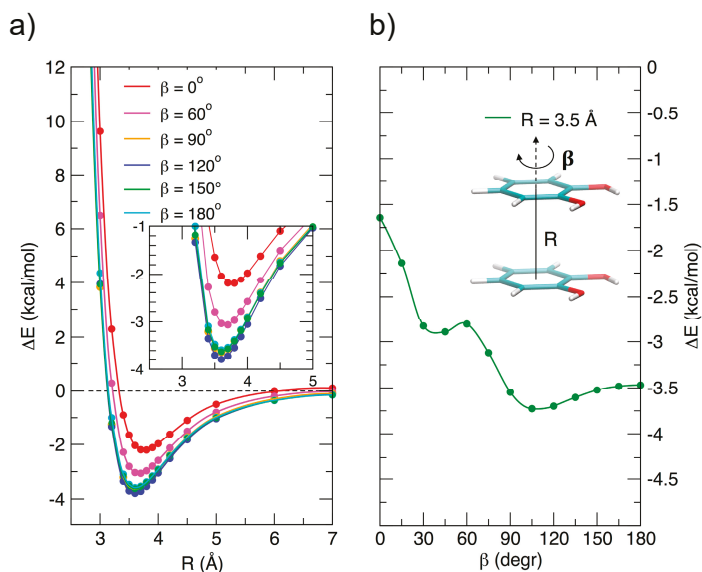 a)
b)
12
10
8
6
4
2
0
-2
-4
ΔE (kcal/mol)
3
4
5
6
7
R (Å)
β = 0°
β = 60°
β = 90°
β = 120°
β = 150°
β = 180°
-1
-2
-3
-4
3
4
5
R = 3.5 Å
β
R
0
-0.5
-1
-1.5
-2
-2.5
-3
-3.5
-4
-4.5
ΔE (kcal/mol)
0
30
60
90
120
150
180
β (degr)